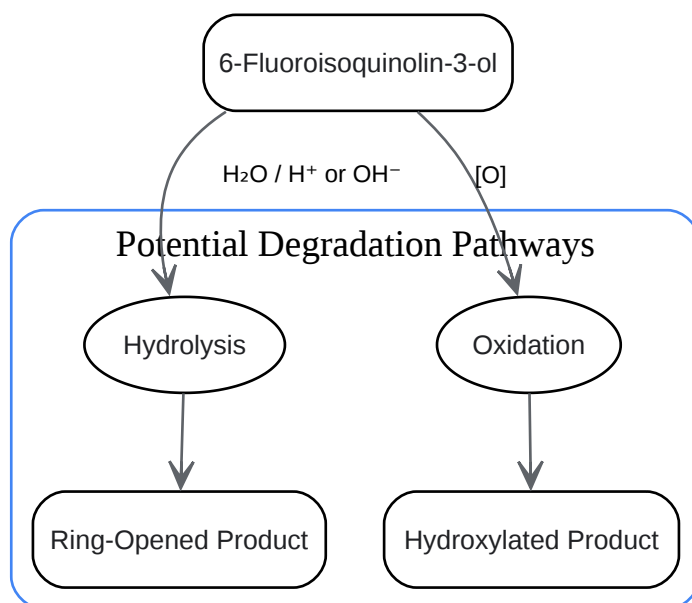 6-Fluoroisoquinolin-3-ol
H₂O / H⁺ or OH⁻
[O]
Potential Degradation Pathways
Hydrolysis
Oxidation
Ring-Opened Product
Hydroxylated Product